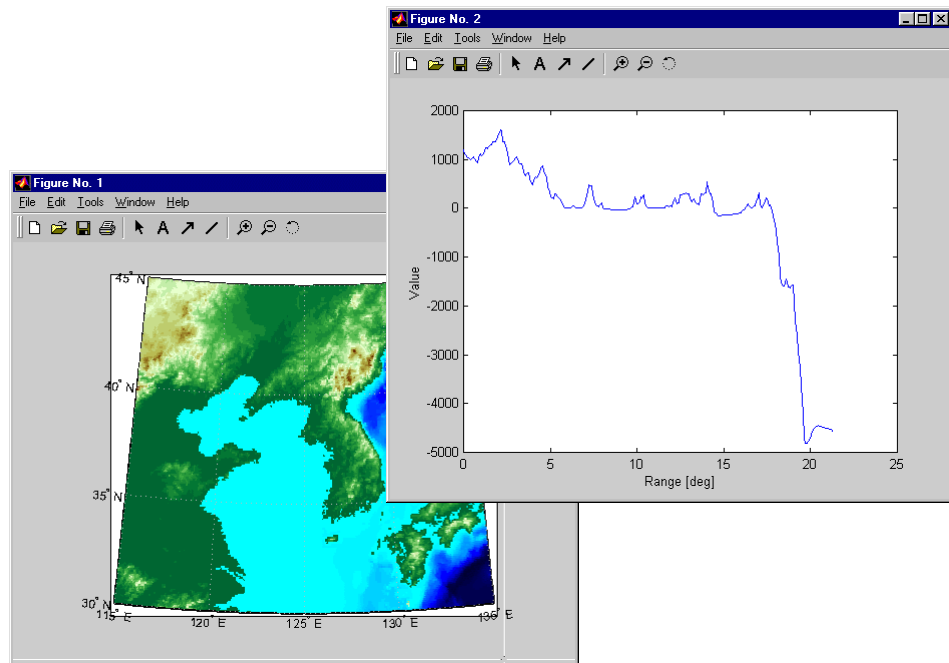 Figure No. 2
File Edit Tools Window Help
A
2000
1000
0
-1000
-2000
-3000
-4000
-5000
Value
0 5 10 15 20 25
Range [deg]
Figure No. 1
File Edit Tools Window Help
A
45° N
40° N
35° N
30° N
115° E 120° E 125° E 130° E 135° E